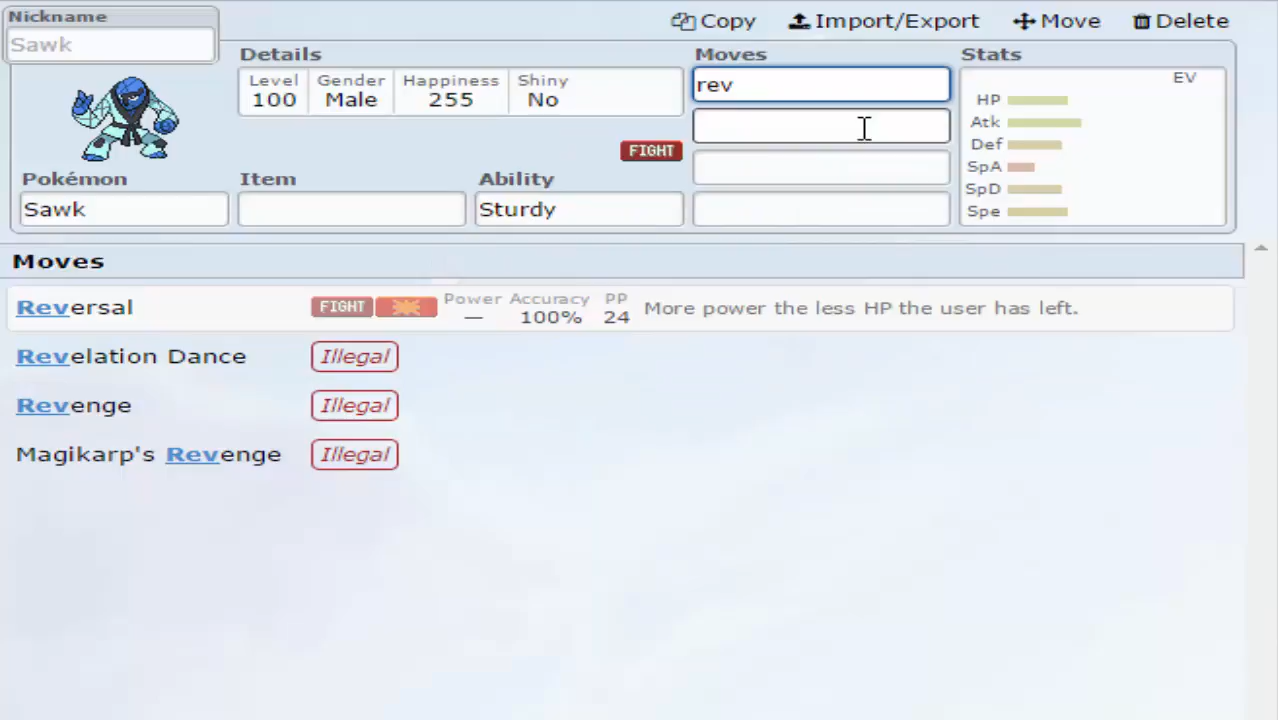 Nickname
Sawk
Copy Import/Export Move Delete
Details
Level Gender Happiness Shiny
100 Male 255 No
FIGHT
Pokémon Item Ability
Sawk Sturdy
Moves
rev
Stats
EV
HP
Atk
Def
SpA
SpD
Spe
Moves
Reversal FIGHT Power Accuracy PP More power the less HP the user has left.
— 100% 24
Revelation Dance Illegal
Revenge Illegal
Magikarp's Revenge Illegal